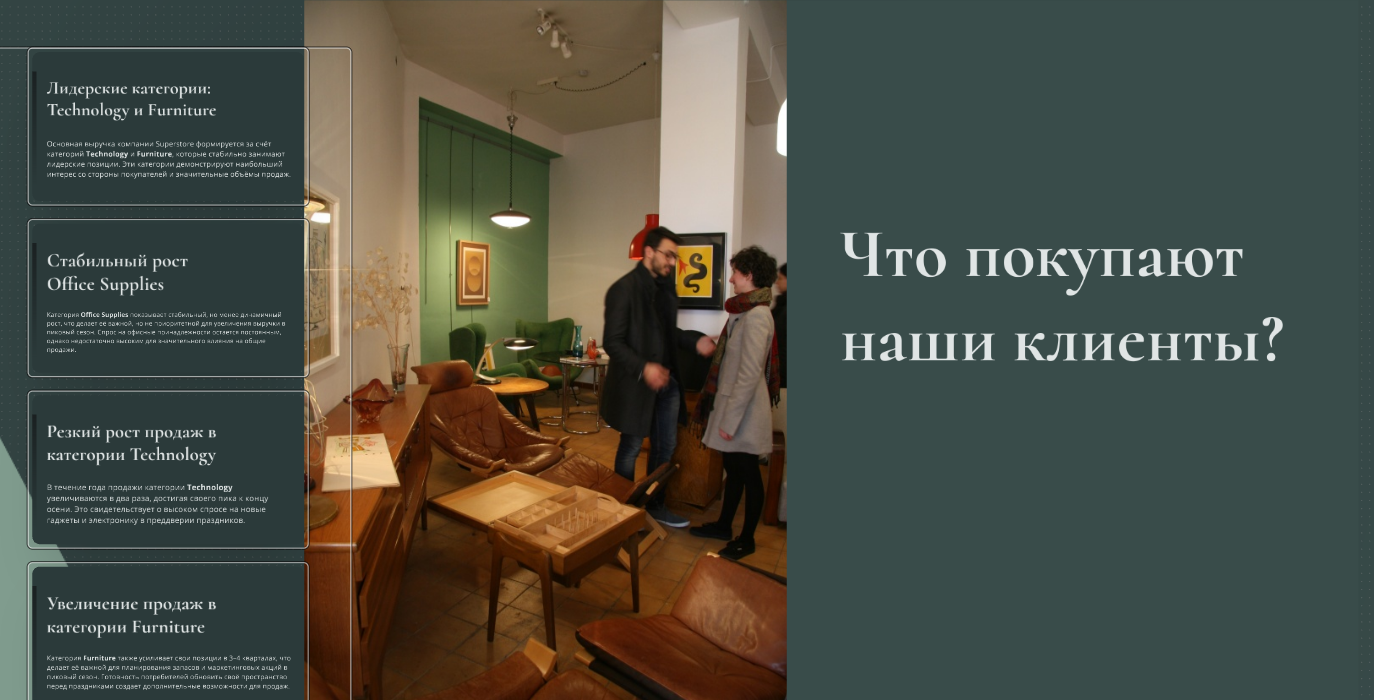 Лидерские категории:
Technology и Furniture
Основная выручка компании Superstore формируется за счёт
категорий Technology и Furniture, которые стабильно занимают
лидерские позиции. Эти категории демонстрируют наибольший
интерес со стороны покупателей и значительные объёмы продаж.
Стабильный рост
Office Supplies
Категория Office Supplies показывает стабильный, но менее динамичный
рост, что делает её важной, но не приоритетной для увеличения выручки в
пиковый сезон. Спрос на офисные принадлежности остается постоянным,
однако недостаточно высоким для значительного влияния на общие
продажи.
Резкий рост продаж в
категории Technology
В течение года продажи категории Technology
увеличиваются в два раза, достигая своего пика к концу
осени. Это свидетельствует о высоком спросе на новые
гаджеты и электронику в преддверии праздников.
Увеличение продаж в
категории Furniture
Категория Furniture также усиливает свои позиции в 3–4 кварталах, что
делает её важной для планирования запасов и маркетинговых акций в
пиковый сезон. Готовность потребителей обновить своё пространство
перед праздниками создает дополнительные возможности для продаж.
Что покупают
наши клиенты?